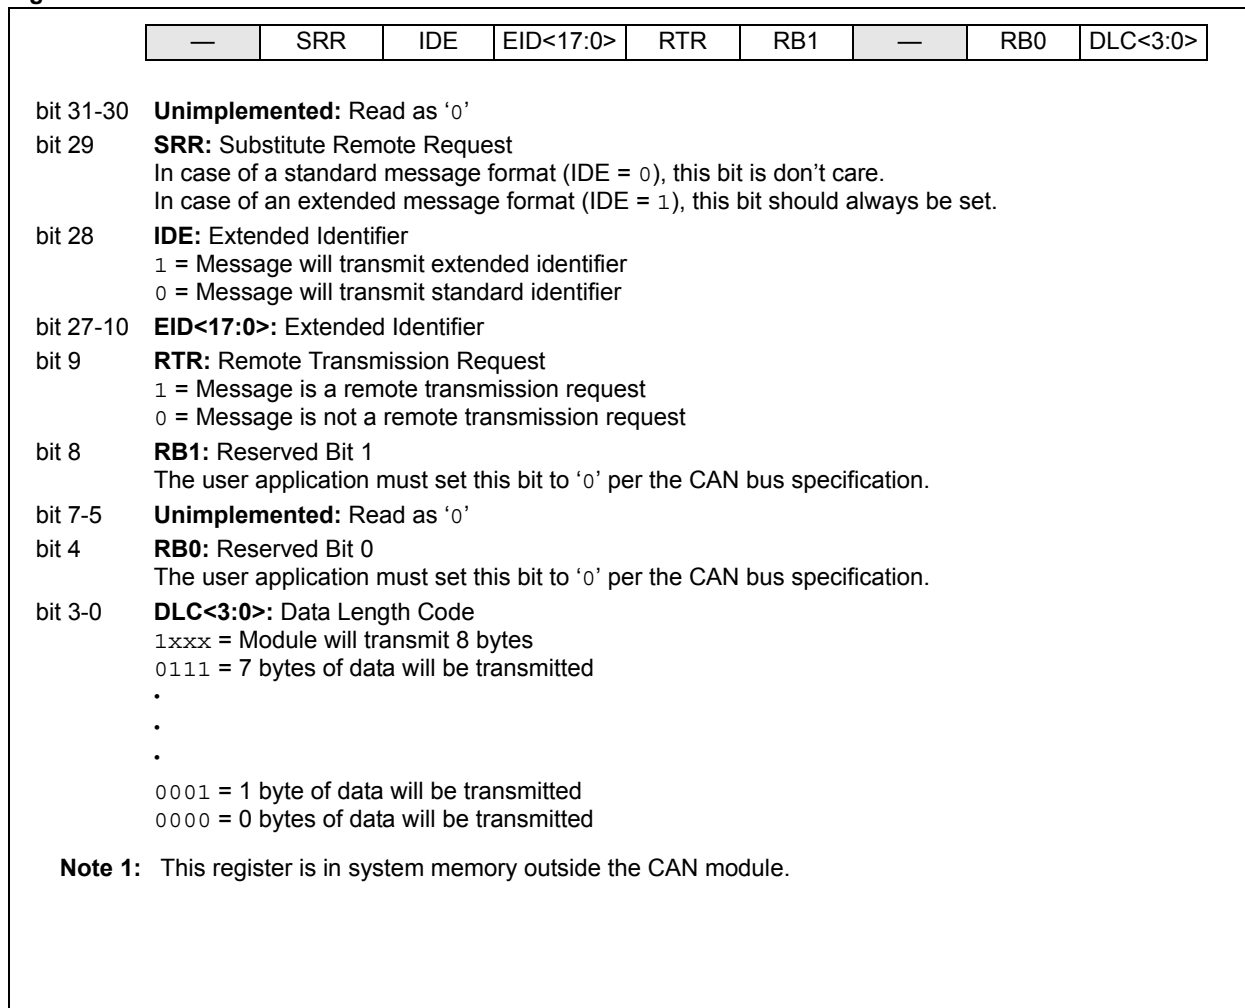 — SRR IDE EID<17:0> RTR RB1 — RB0 DLC<3:0>
bit 31-30 Unimplemented: Read as ‘0’
bit 29 SRR: Substitute Remote Request
In case of a standard message format (IDE = 0), this bit is don’t care.
In case of an extended message format (IDE = 1), this bit should always be set.
bit 28 IDE: Extended Identifier
1 = Message will transmit extended identifier
0 = Message will transmit standard identifier
bit 27-10 EID<17:0>: Extended Identifier
bit 9 RTR: Remote Transmission Request
1 = Message is a remote transmission request
0 = Message is not a remote transmission request
bit 8 RB1: Reserved Bit 1
The user application must set this bit to ‘0’ per the CAN bus specification.
bit 7-5 Unimplemented: Read as ‘0’
bit 4 RB0: Reserved Bit 0
The user application must set this bit to ‘0’ per the CAN bus specification.
bit 3-0 DLC<3:0>: Data Length Code
1xxx = Module will transmit 8 bytes
0111 = 7 bytes of data will be transmitted
•
•
•
0001 = 1 byte of data will be transmitted
0000 = 0 bytes of data will be transmitted
Note 1: This register is in system memory outside the CAN module.